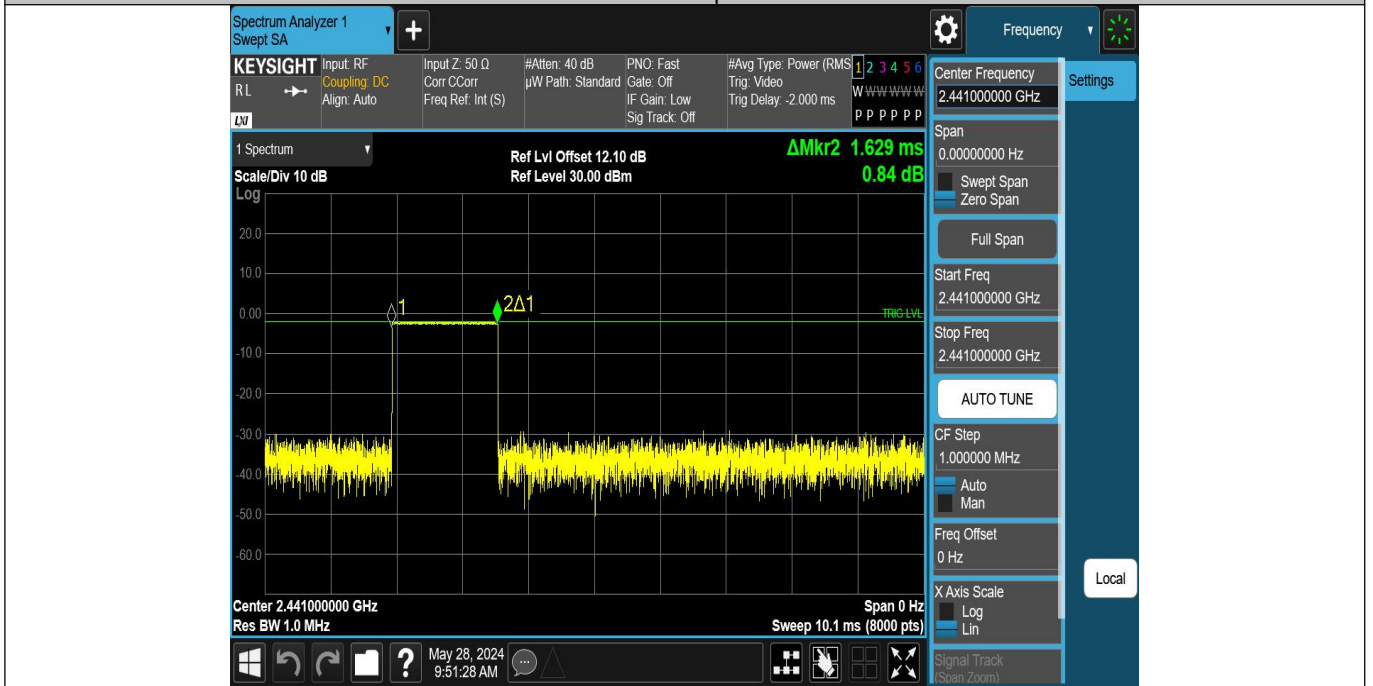 Spectrum Analyzer 1
Swept SA
+
Frequency
KEYSIGHT
RL
LXI
Input: RF
Coupling: DC
Align: Auto
Input Z: 50 Ω
Corr CCorr
Freq Ref: Int (S)
#Atten: 40 dB
µW Path: Standard
PNO: Fast
Gate: Off
IF Gain: Low
Sig Track: Off
#Avg Type: Power (RMS
Trig: Video
Trig Delay: -2.000 ms
1 2 3 4 5 6
W W W W W W
P P P P P P
1 Spectrum
Scale/Div 10 dB
Ref Lvl Offset 12.10 dB
Ref Level 30.00 dBm
ΔMkr2 1.629 ms
0.84 dB
Log
20.0
10.0
0.00
-10.0
-20.0
-30.0
-40.0
-50.0
-60.0
1
2Δ1
TRIG LVL
Center 2.441000000 GHz
Res BW 1.0 MHz
Span 0 Hz
Sweep 10.1 ms (8000 pts)
Center Frequency
2.441000000 GHz
Settings
Span
0.00000000 Hz
Swept Span
Zero Span
Full Span
Start Freq
2.441000000 GHz
Stop Freq
2.441000000 GHz
AUTO TUNE
CF Step
1.000000 MHz
Auto
Man
Freq Offset
0 Hz
X Axis Scale
Log
Lin
Signal Track
(Span Zoom)
Local
?
May 28, 2024
9:51:28 AM